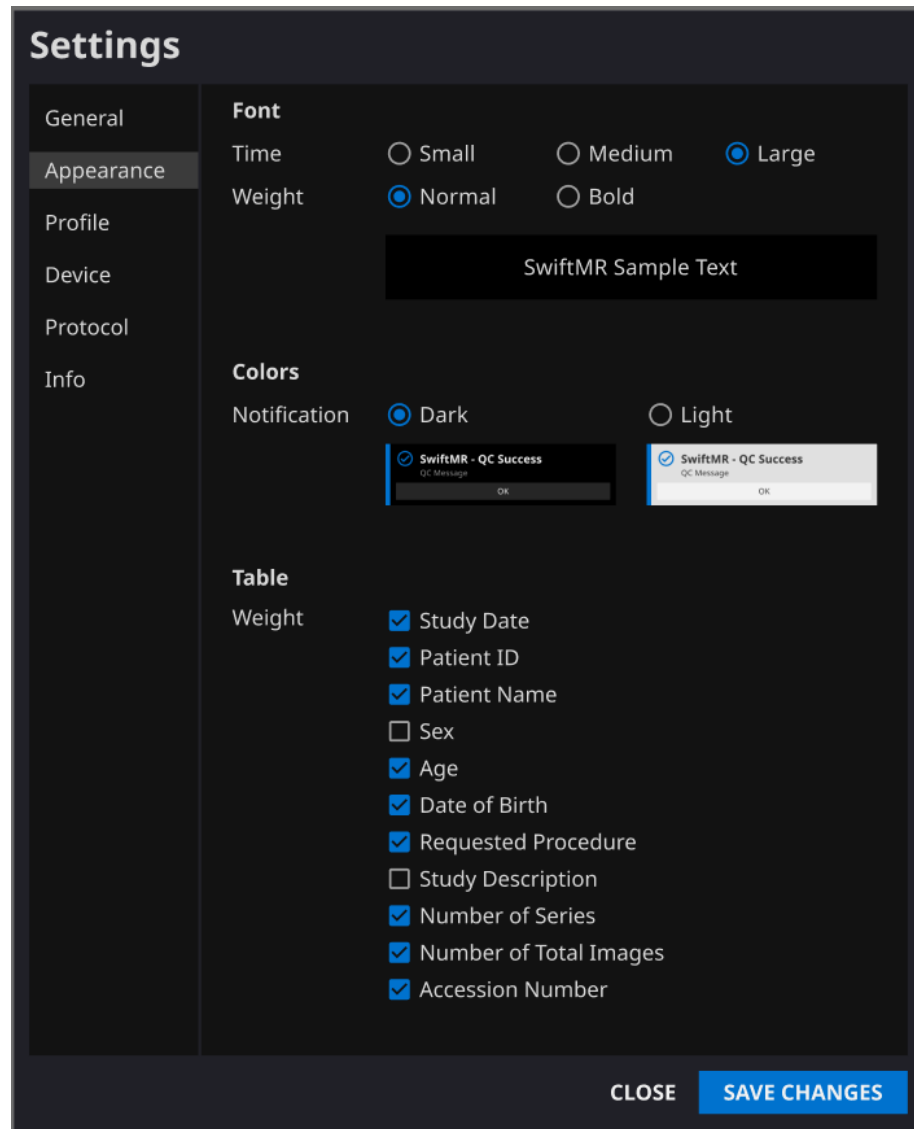 Settings
General
Appearance
Profile
Device
Protocol
Info
Font
Time Small Medium Large
Weight Normal Bold
SwiftMR Sample Text
Colors
Notification Dark Light
SwiftMR - QC Success
QC Message
OK
SwiftMR - QC Success
QC Message
OK
Table
Weight Study Date
Patient ID
Patient Name
Sex
Age
Date of Birth
Requested Procedure
Study Description
Number of Series
Number of Total Images
Accession Number
CLOSE SAVE CHANGES